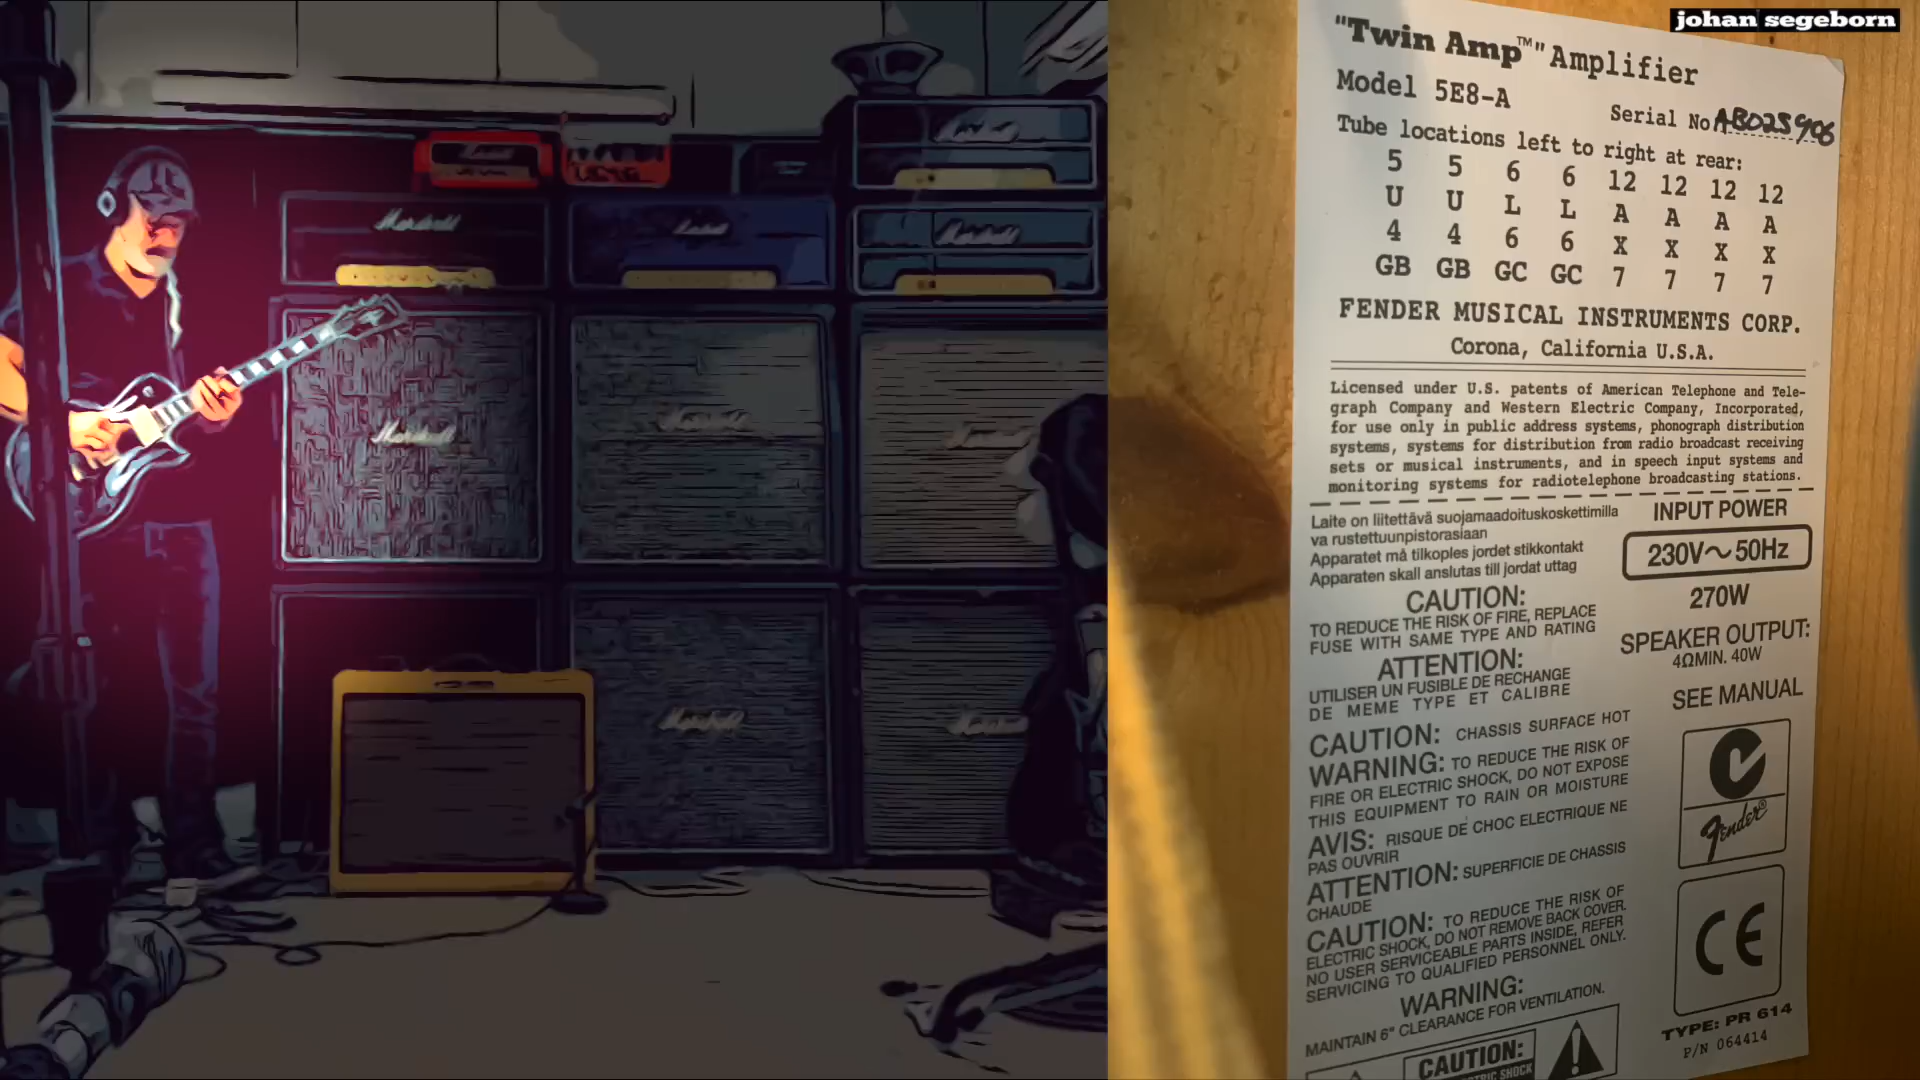 johan segeborn
"Twin Amp™" Amplifier
Model 5E8-A
Serial No ABO25906
Tube locations left to right at rear:
5 5 6 6 12 12 12 12
U U L L A A A A
4 4 6 6 X X X X
GB GB GC GC 7 7 7 7
FENDER MUSICAL INSTRUMENTS CORP.
Corona, California U.S.A.
Licensed under U.S. patents of American Telephone and Tele-
graph Company and Western Electric Company, Incorporated,
for use only in public address systems, phonograph distribution
systems, systems for distribution from radio broadcast receiving
sets or musical instruments, and in speech input systems and
monitoring systems for radiotelephone broadcasting stations.
Laite on liitettävä suojamaadoituskoskettimilla
va rustettuunpistorasiaan
Apparatet må tilkoples jordet stikkontakt
Apparaten skall anslutas till jordat uttag
INPUT POWER
230V~50Hz
270W
SPEAKER OUTPUT:
4ΩMIN. 40W
SEE MANUAL
CAUTION:
TO REDUCE THE RISK OF FIRE, REPLACE
FUSE WITH SAME TYPE AND RATING
ATTENTION:
UTILISER UN FUSIBLE DE RECHANGE
DE MEME TYPE ET CALIBRE
CAUTION: CHASSIS SURFACE HOT
WARNING: TO REDUCE THE RISK OF
FIRE OR ELECTRIC SHOCK, DO NOT EXPOSE
THIS EQUIPMENT TO RAIN OR MOISTURE
AVIS: RISQUE DE CHOC ELECTRIQUE NE
PAS OUVRIR
ATTENTION: SUPERFICIE DE CHASSIS
CHAUDE
CAUTION: TO REDUCE THE RISK OF
ELECTRIC SHOCK, DO NOT REMOVE BACK COVER.
NO USER SERVICEABLE PARTS INSIDE, REFER
SERVICING TO QUALIFIED PERSONNEL ONLY.
WARNING:
MAINTAIN 6" CLEARANCE FOR VENTILATION.
CAUTION:
SHOCK
Fender®
CE
TYPE: PR 614
P/N 064414
Marshall
Marshall
Marshall
Marshall
Marshall
Marshall
Marshall
Marshall